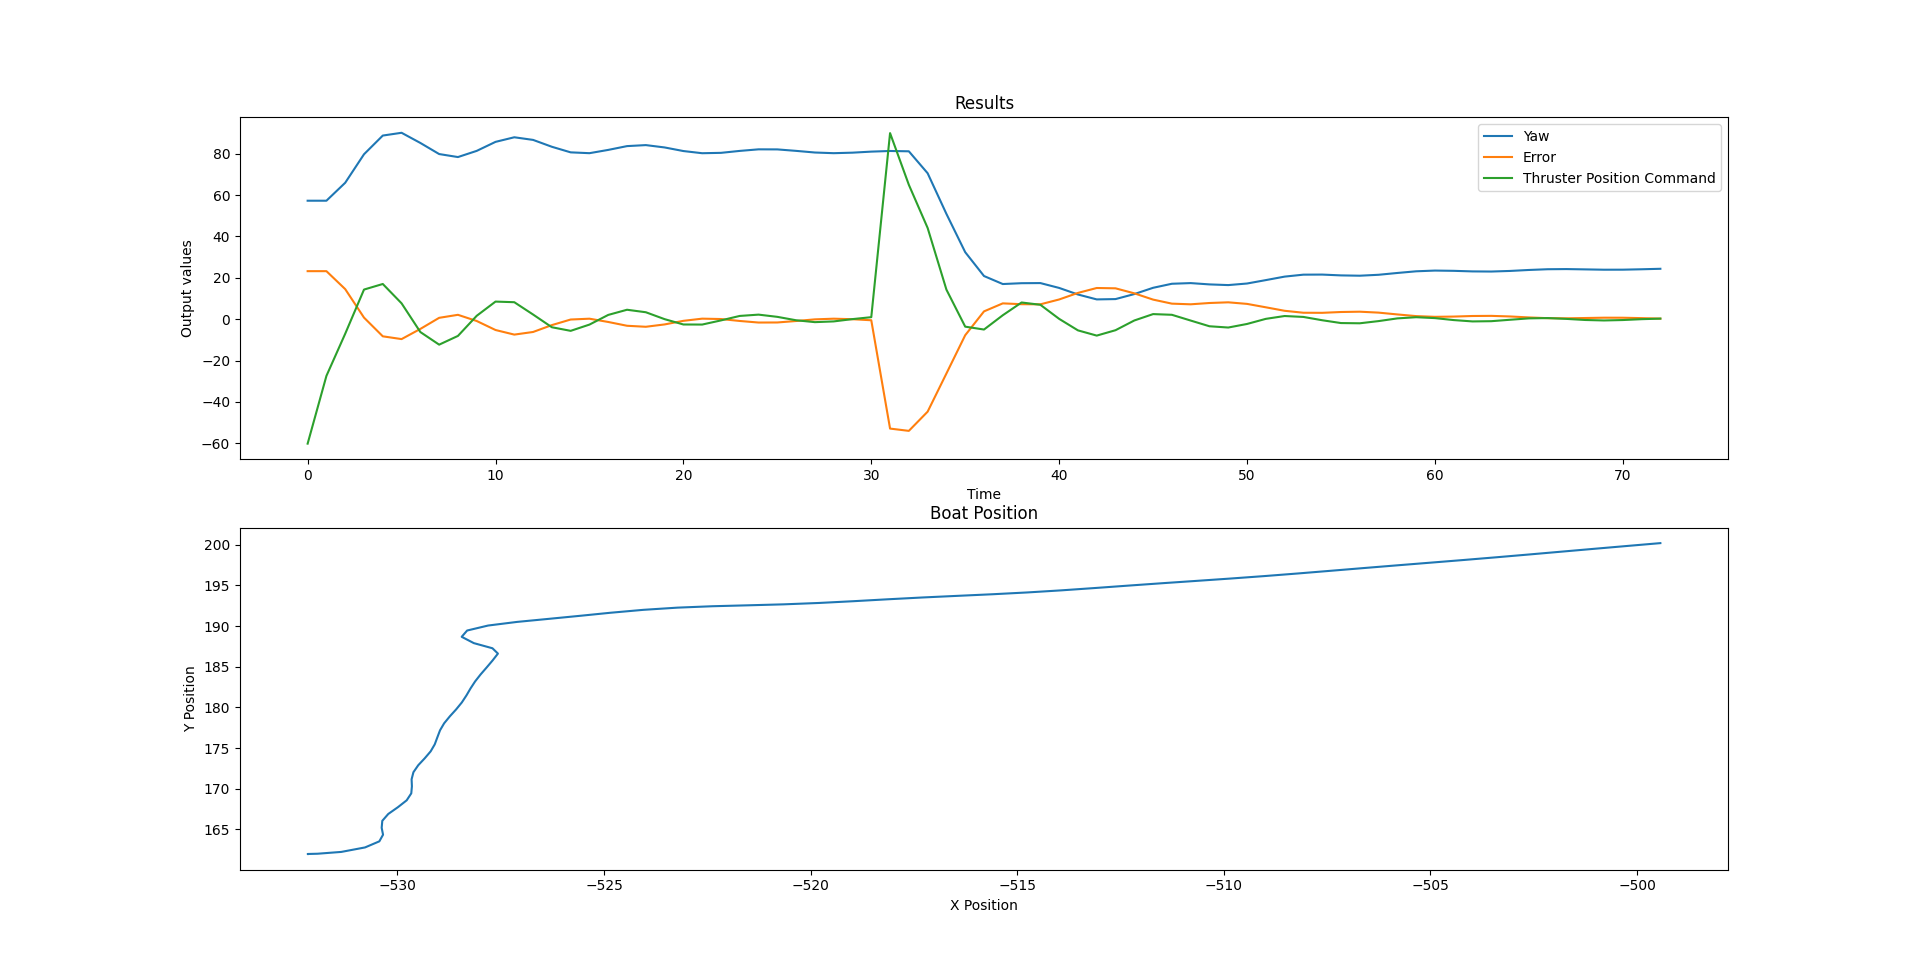 Results
80
60
40
20
0
−20
−40
−60
Output values
Yaw
Error
Thruster Position Command
0 10 20 30 40 50 60 70
Time
Boat Position
200
195
190
185
180
175
170
165
Y Position
−530 −525 −520 −515 −510 −505 −500
X Position